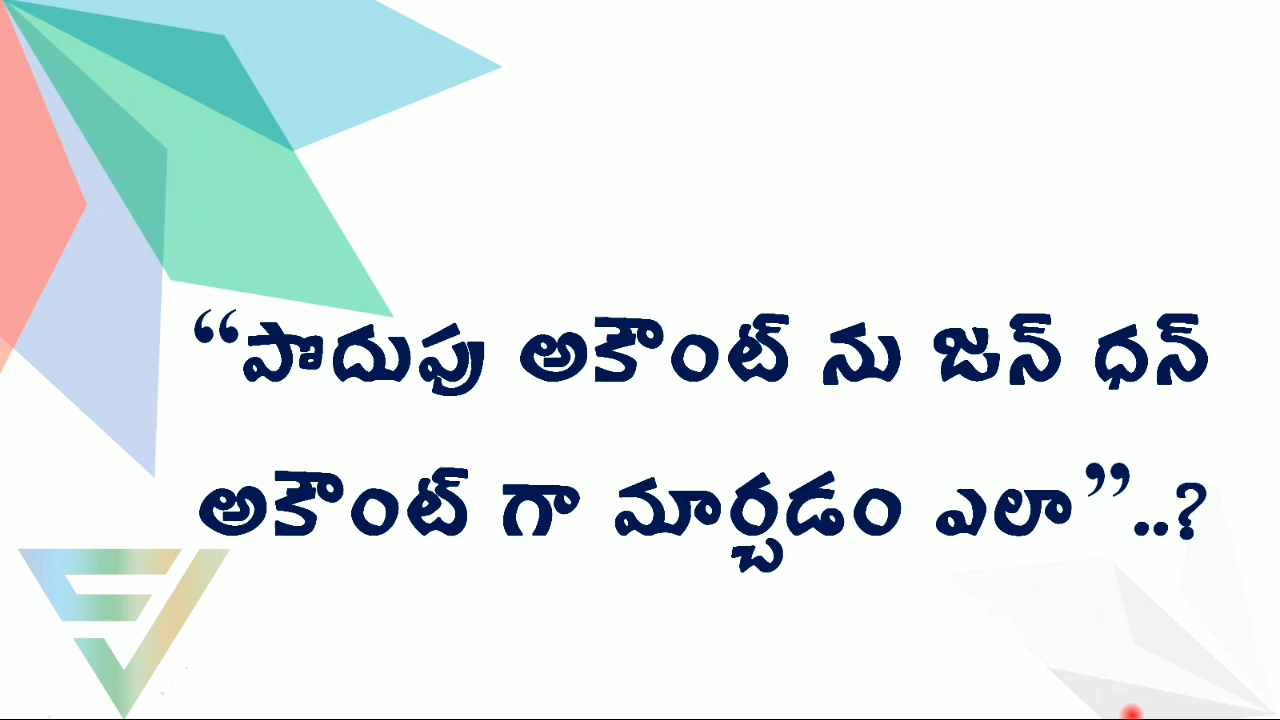 “పొదుపు అకౌంట్ ను జన్ ధన్
అకౌంట్ గా మార్చడం ఎలా”..?